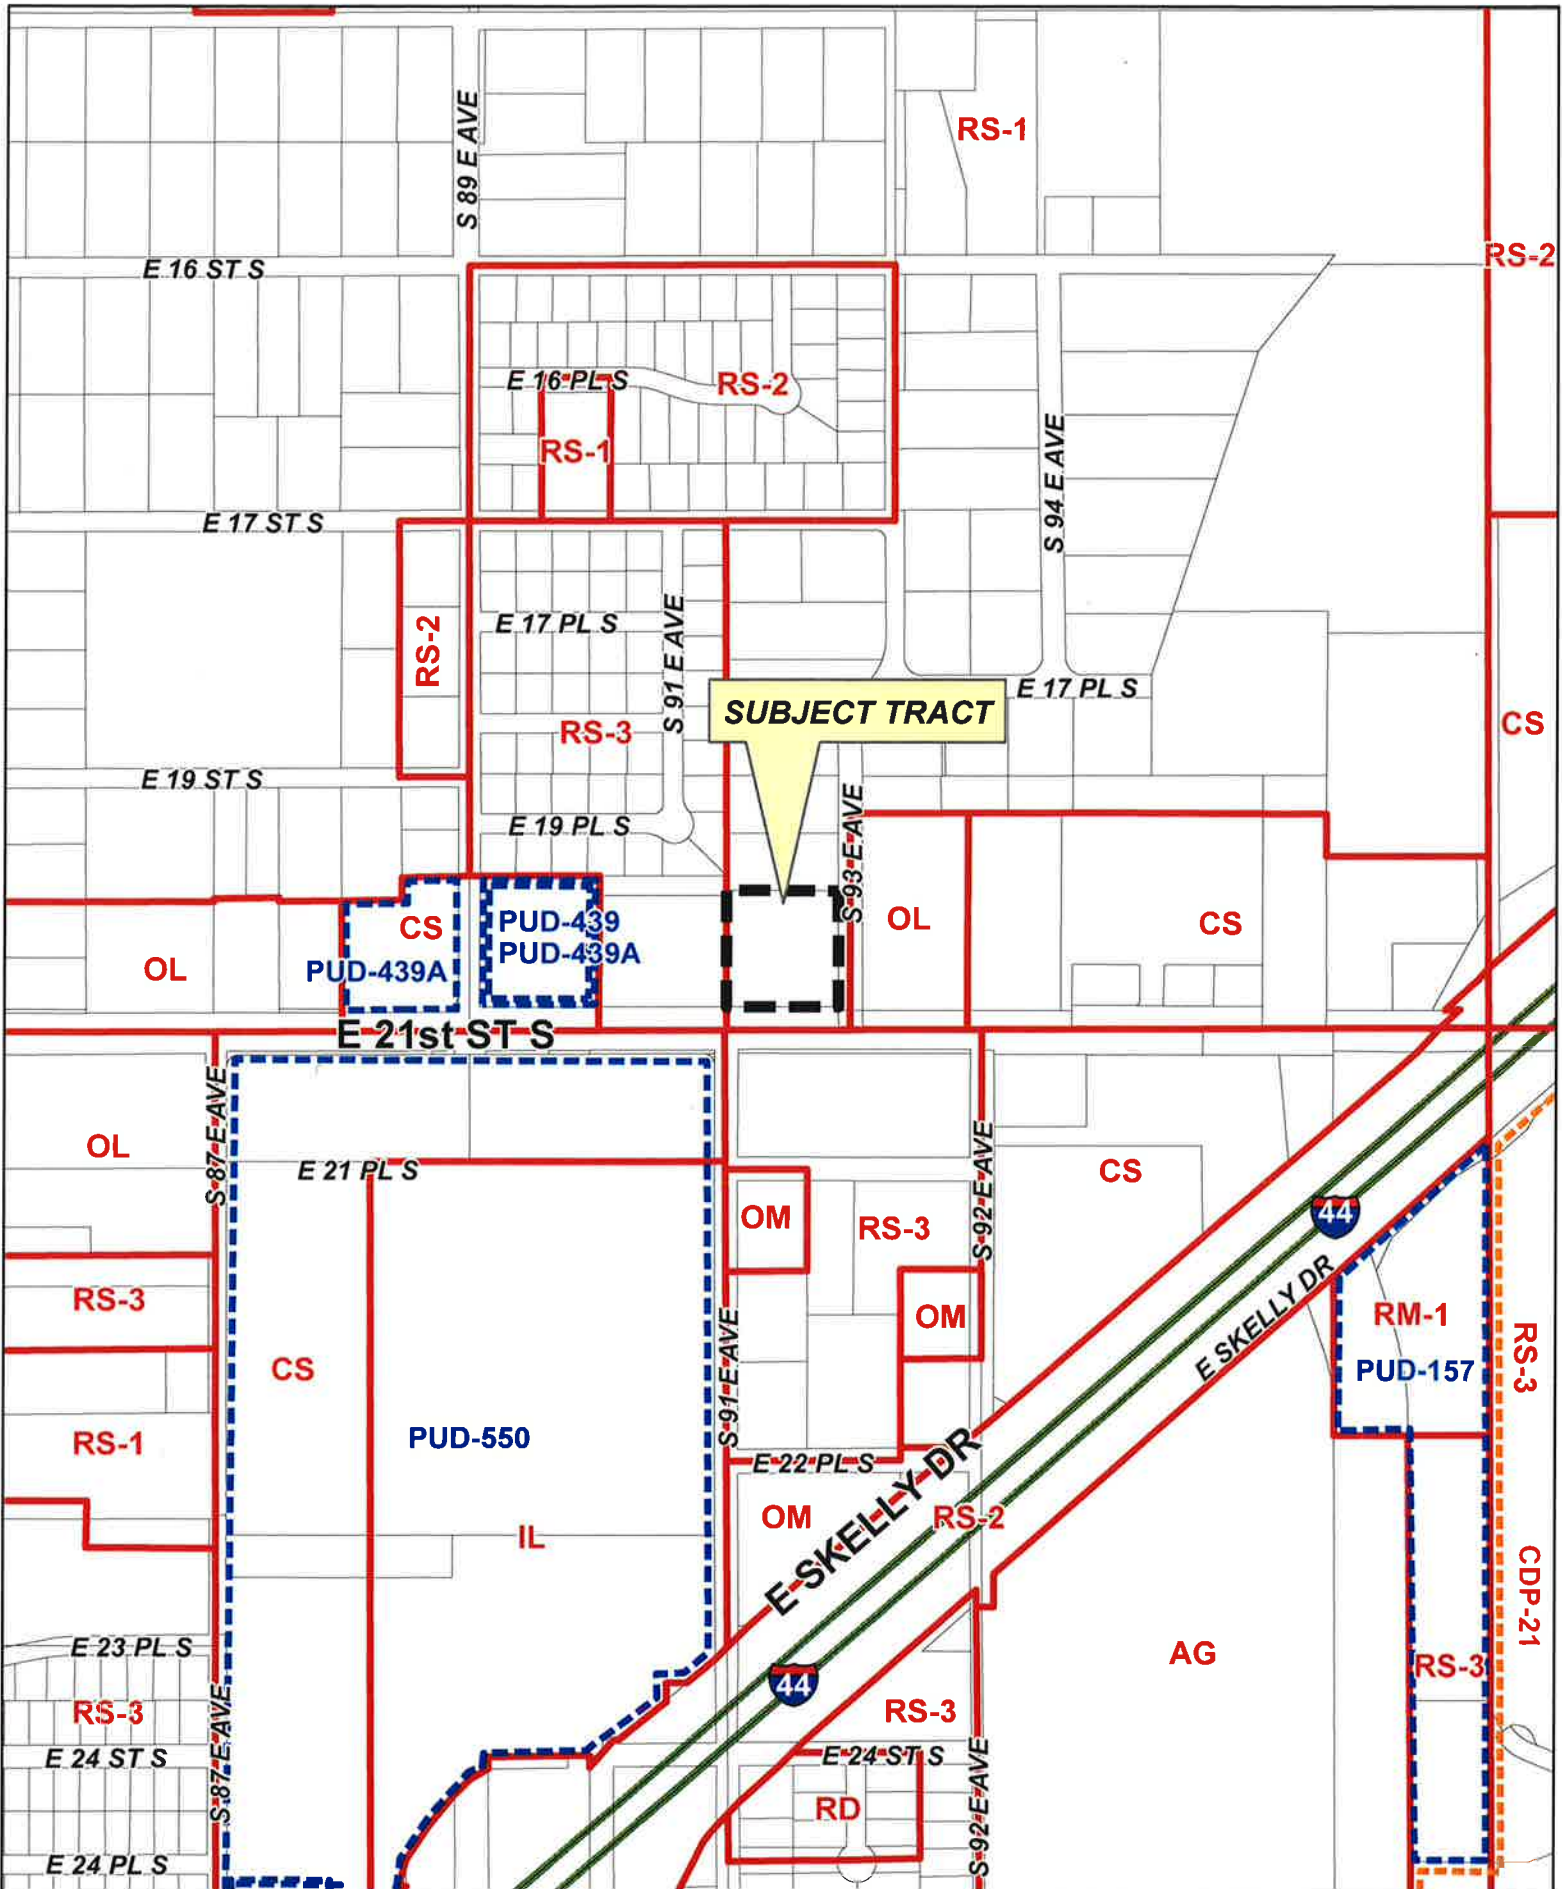 S 89 E AVE
RS-1
E 16 ST S
RS-2
E 16 PL S
RS-2
RS-1
S 94 E AVE
E 17 ST S
RS-2
E 17 PL S
S 91 E AVE
E 17 PL S
SUBJECT TRACT
RS-3
CS
E 19 ST S
E 19 PL S
S 93 E AVE
CS
PUD-439
PUD-439A
OL
CS
OL
PUD-439A
E 21st ST S
S 87 E AVE
OL
E 21 PL S
S 92 E AVE
CS
OM
RS-3
44
RS-3
OM
E SKELLY DR
RM-1
RS-3
CS
S 91 E AVE
PUD-157
RS-1
PUD-550
E 22 PL S
E SKELLY DR
OM
RS-2
IL
CDP-21
E 23 PL S
AG
RS-3
44
RS-3
RS-3
S 87 E AVE
E 24 ST S
E 24 ST S
S 92 E AVE
RD
E 24 PL S